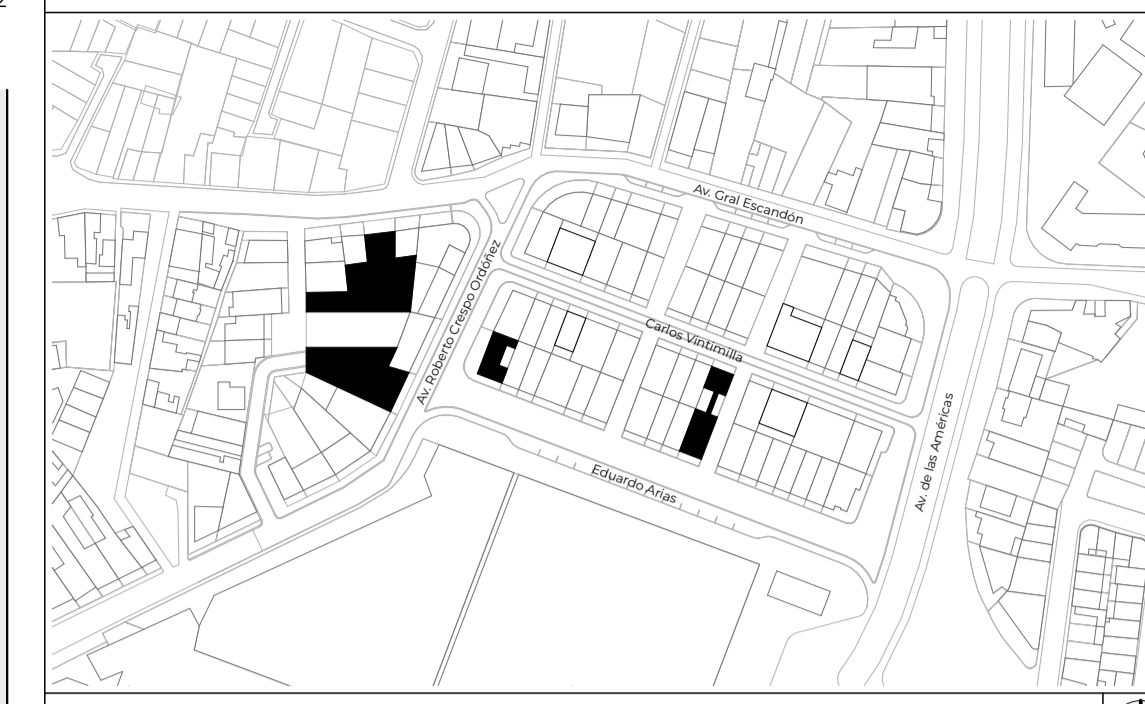 Av. Gral Escandón
Av. Roberto Crespo Ordóñez
Carlos Vintimilla
Av. de las Américas
Eduardo Arias